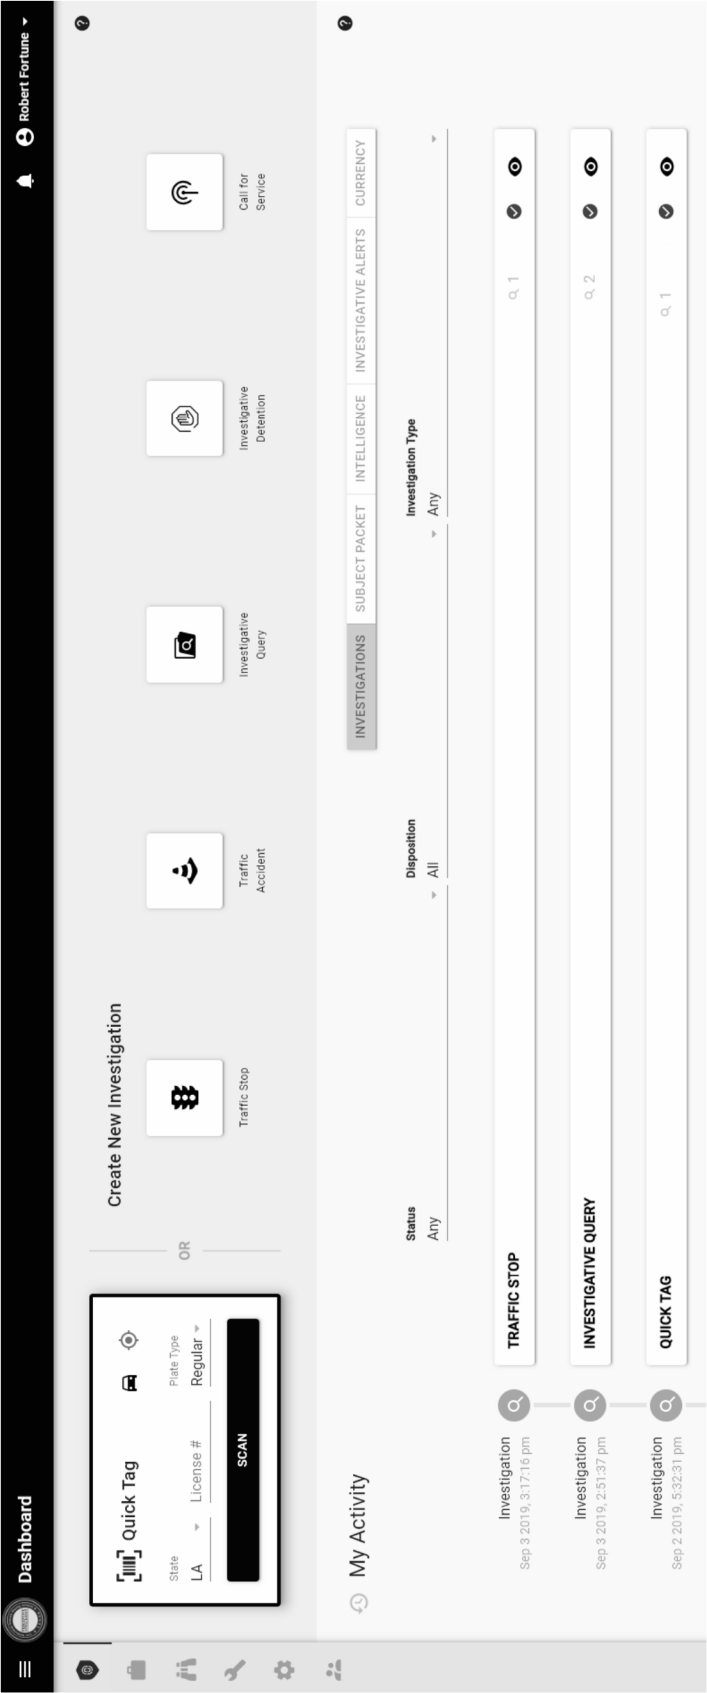 Dashboard
Robert Fortune
Quick Tag
State
LA
License #
Plate Type
Regular
SCAN
OR
Create New Investigation
Traffic Stop
Traffic
Accident
Investigative
Query
Investigative
Detention
Call for
Service
?
My Activity
?
INVESTIGATIONS
SUBJECT PACKET
INTELLIGENCE
INVESTIGATIVE ALERTS
CURRENCY
Status
Any
Disposition
All
Investigation Type
Any
Investigation
Sep 3 2019, 3:17:16 pm
TRAFFIC STOP
1
Investigation
Sep 3 2019, 2:51:37 pm
INVESTIGATIVE QUERY
2
Investigation
Sep 2 2019, 5:32:31 pm
QUICK TAG
1